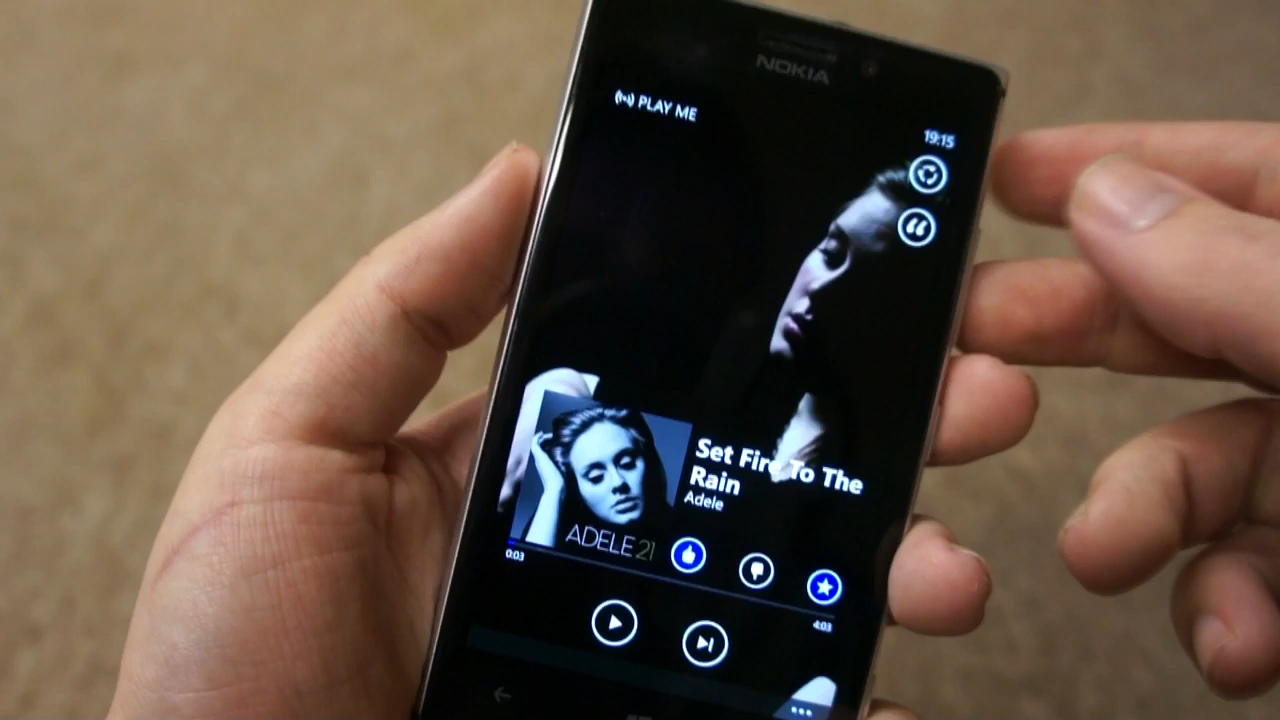 NOKIA
PLAY ME
19:15
Set Fire To The
Rain
Adele
ADELE 21
0:03
4:03